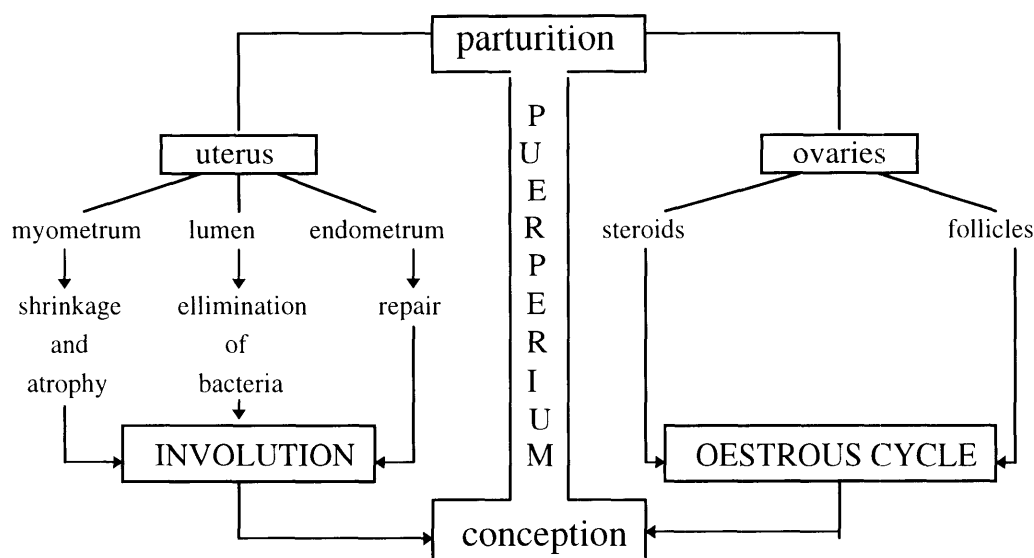 parturition
PUERPERIUM
uterus
ovaries
myometrum lumen endometrum
steroids follicles
shrinkage
and
atrophy
ellimination
of
bacteria
repair
INVOLUTION
OESTROUS CYCLE
conception